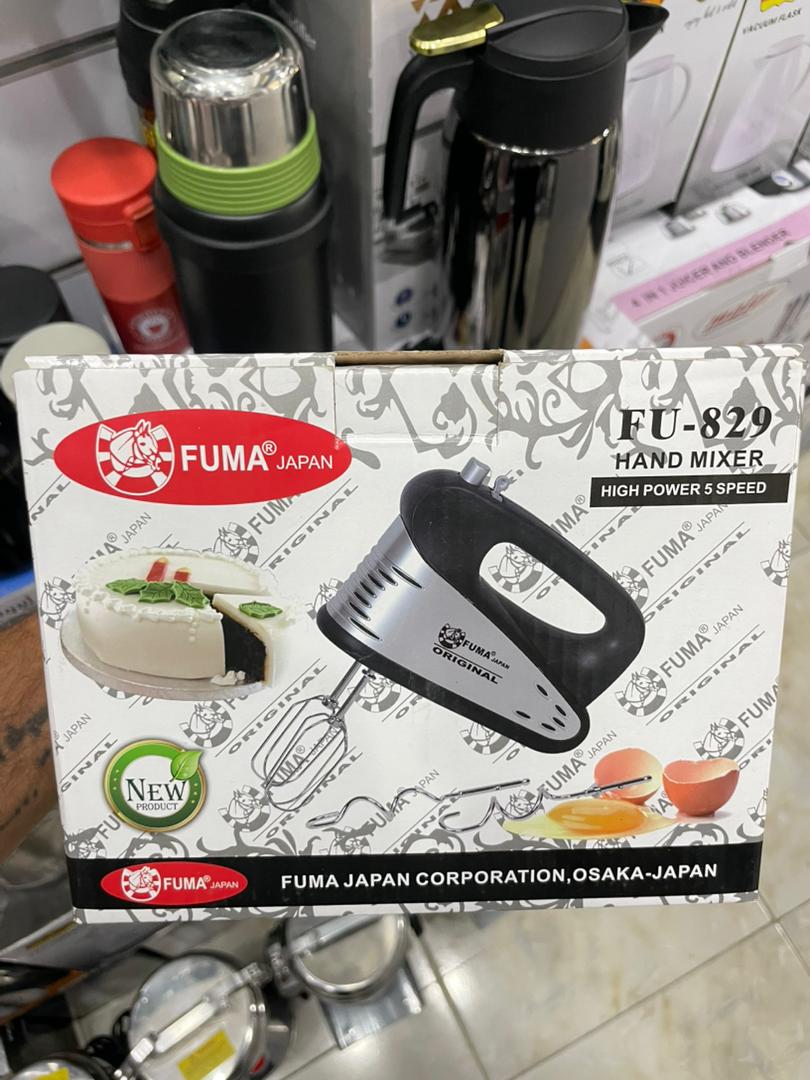 VACUUM FLASK
4 IN 1 JUICER AND BLENDER
FUMA® JAPAN
FU-829
HAND MIXER
HIGH POWER 5 SPEED
FUMA® JAPAN
ORIGINAL
NEW
PRODUCT
FUMA® JAPAN
FUMA JAPAN CORPORATION,OSAKA-JAPAN